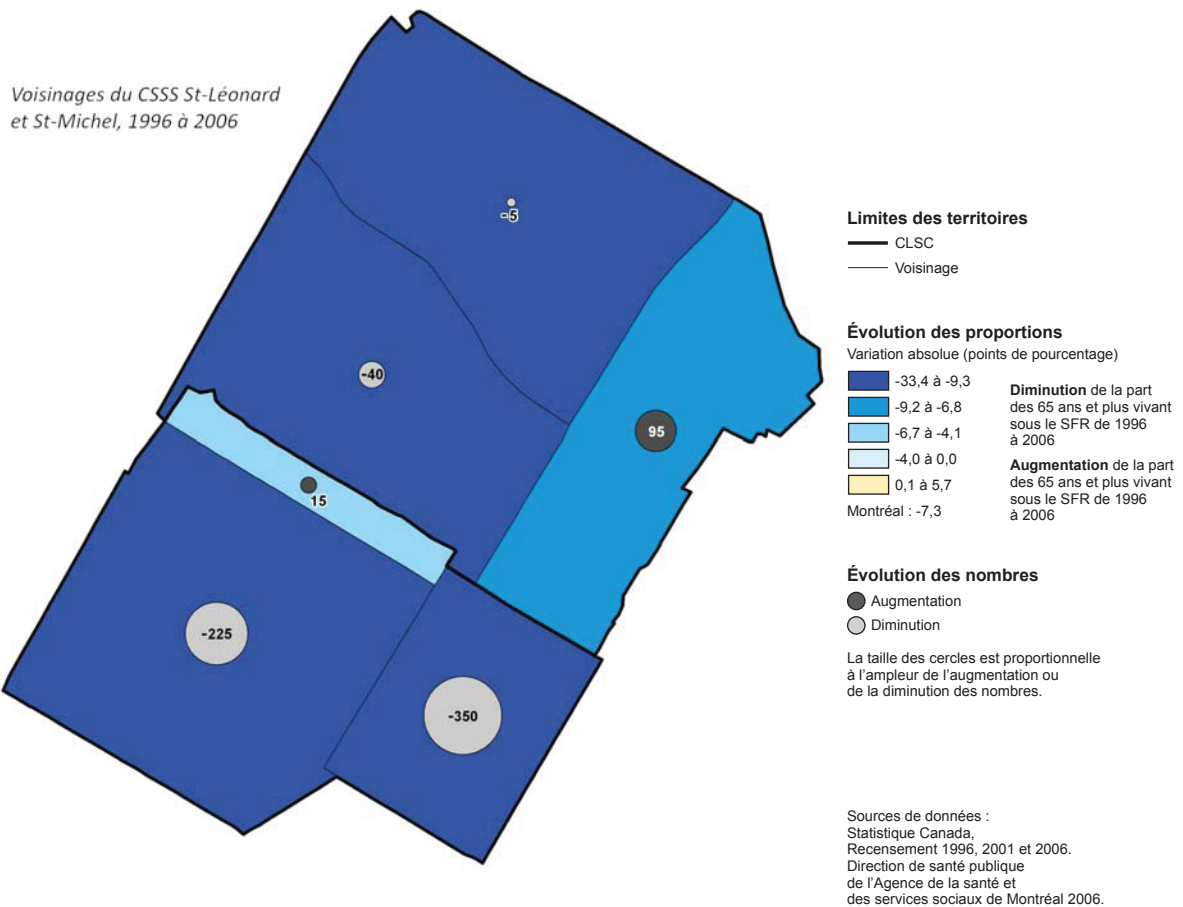 Voisinages du CSSS St-Léonard
et St-Michel, 1996 à 2006
-5
-40
95
15
-225
-350
Limites des territoires
CLSC
Voisinage
Évolution des proportions
Variation absolue (points de pourcentage)
-33,4 à -9,3
-9,2 à -6,8
-6,7 à -4,1
-4,0 à 0,0
0,1 à 5,7
Montréal : -7,3
Diminution de la part
des 65 ans et plus vivant
sous le SFR de 1996
à 2006
Augmentation de la part
des 65 ans et plus vivant
sous le SFR de 1996
à 2006
Évolution des nombres
Augmentation
Diminution
La taille des cercles est proportionnelle
à l'ampleur de l'augmentation ou
de la diminution des nombres.
Sources de données :
Statistique Canada,
Recensement 1996, 2001 et 2006.
Direction de santé publique
de l'Agence de la santé et
des services sociaux de Montréal 2006.